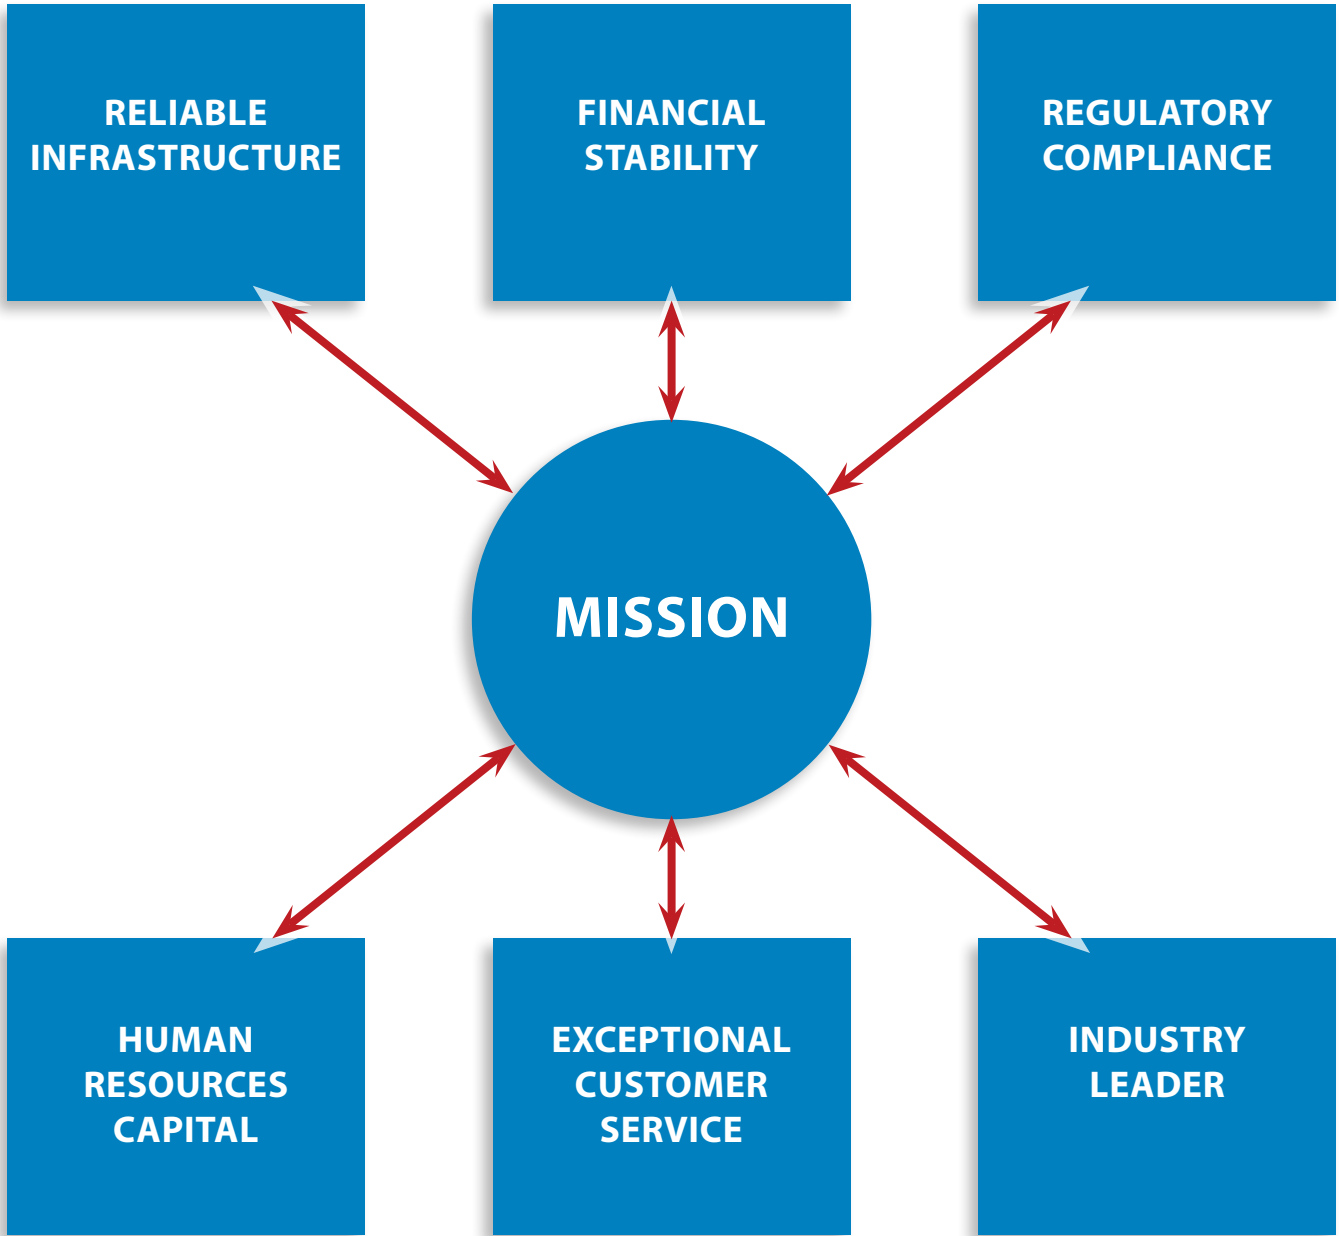 RELIABLE
INFRASTRUCTURE
FINANCIAL
STABILITY
REGULATORY
COMPLIANCE
MISSION
HUMAN
RESOURCES
CAPITAL
EXCEPTIONAL
CUSTOMER
SERVICE
INDUSTRY
LEADER